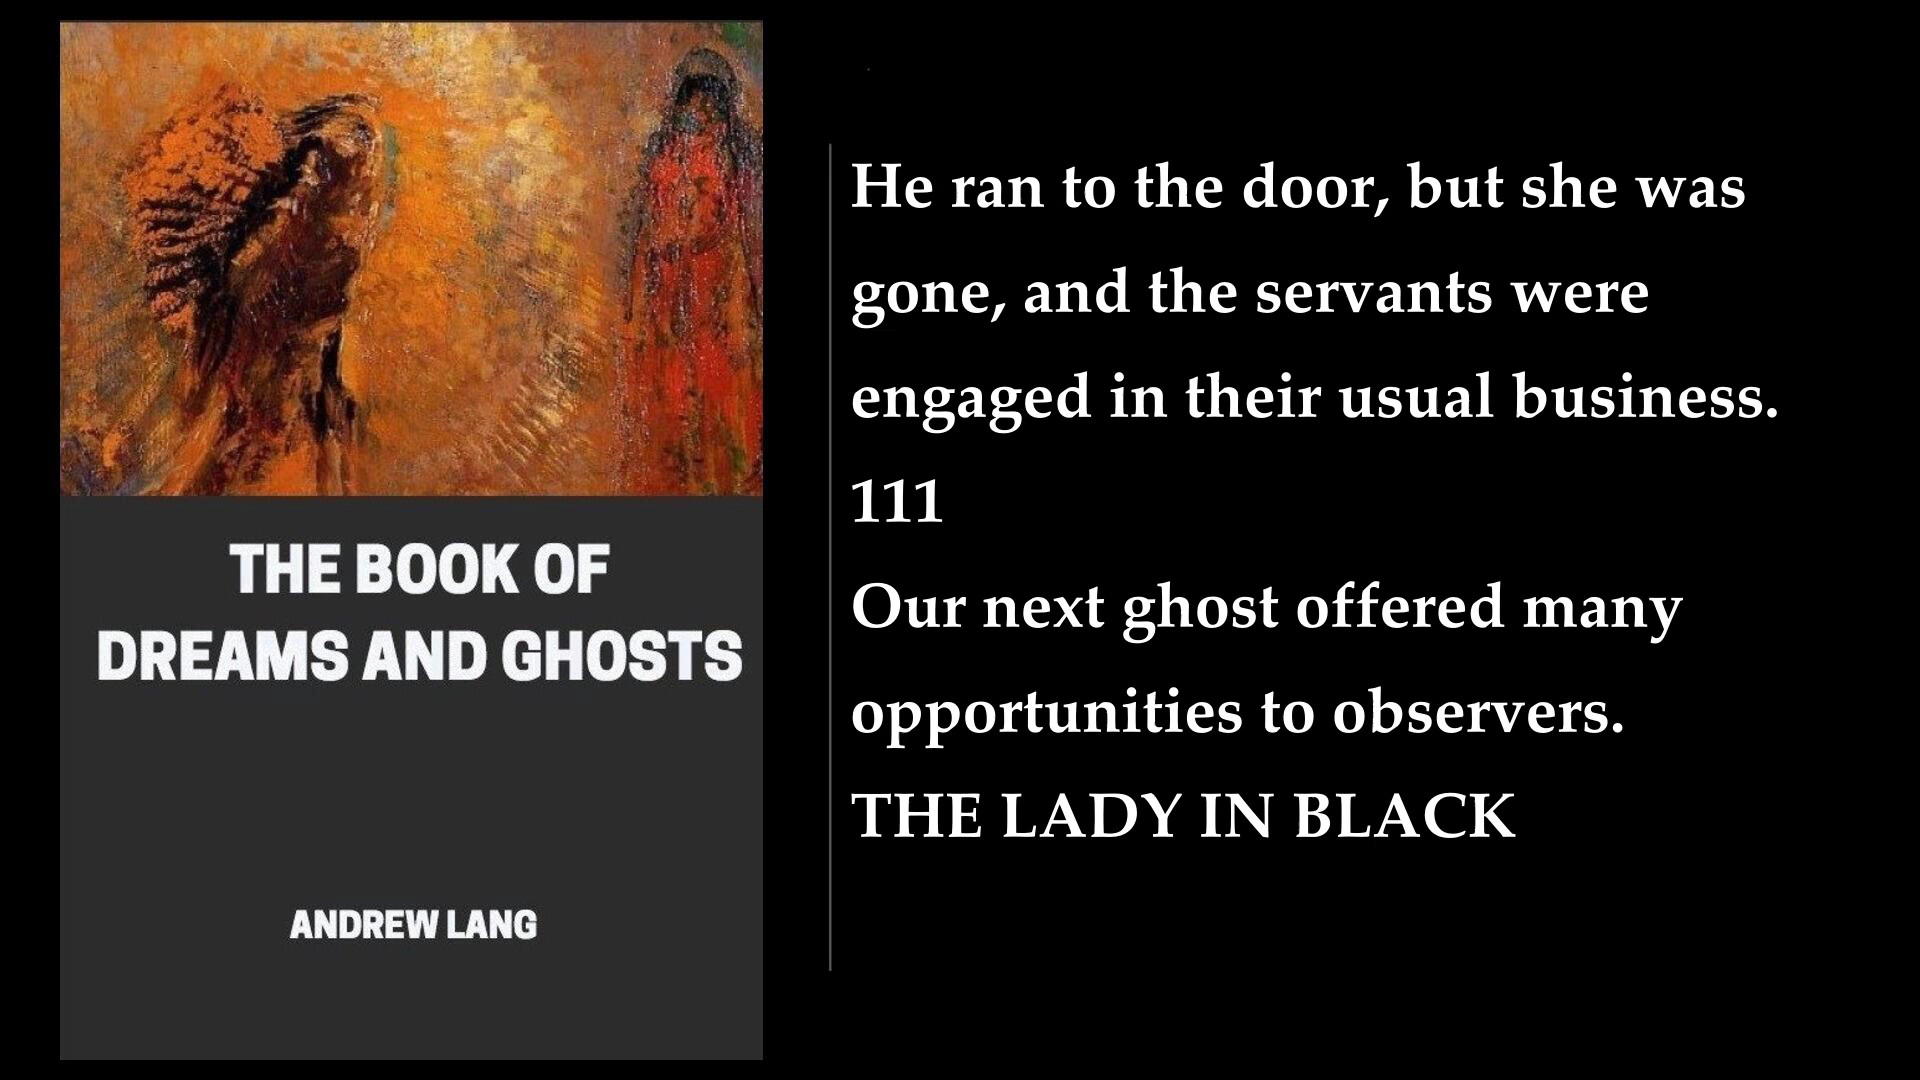 THE BOOK OF
DREAMS AND GHOSTS
ANDREW LANG
He ran to the door, but she was
gone, and the servants were
engaged in their usual business.
111
Our next ghost offered many
opportunities to observers.
THE LADY IN BLACK